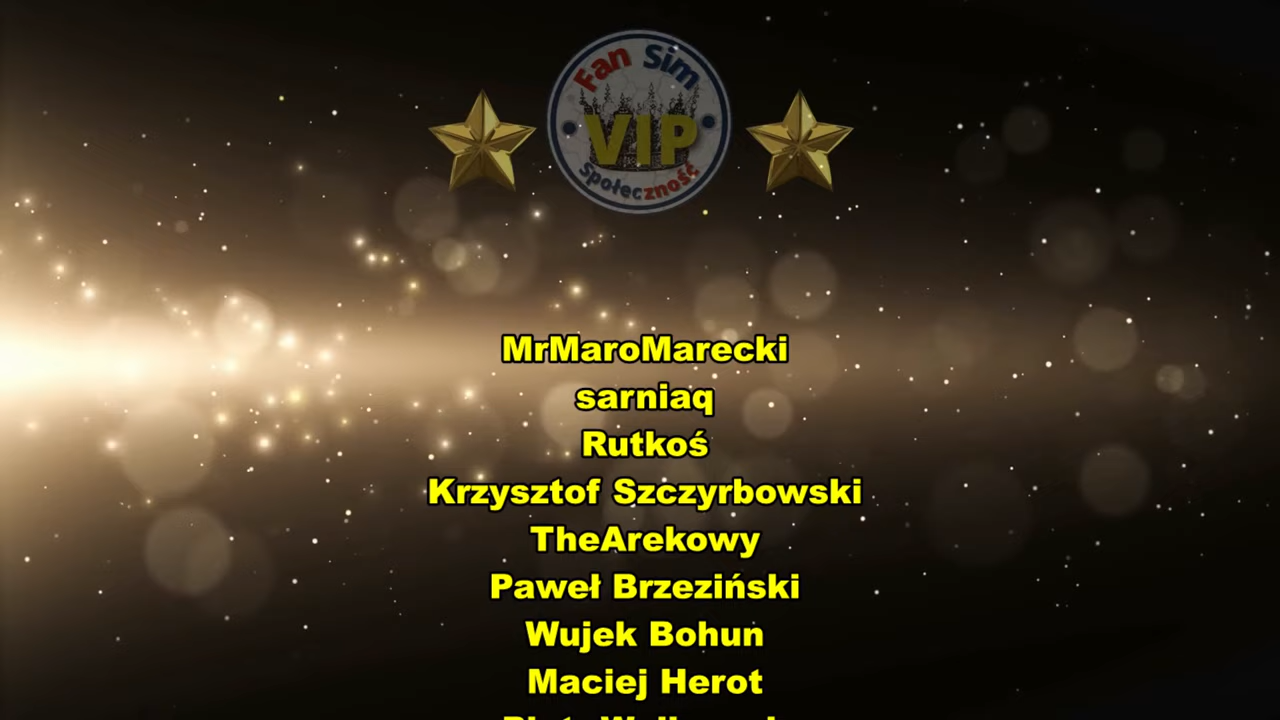 Fan Sim
VIP
Społeczność
MrMaroMarecki
sarniaq
Rutkoś
Krzysztof Szczyrbowski
TheArekowy
Paweł Brzeziński
Wujek Bohun
Maciej Herot